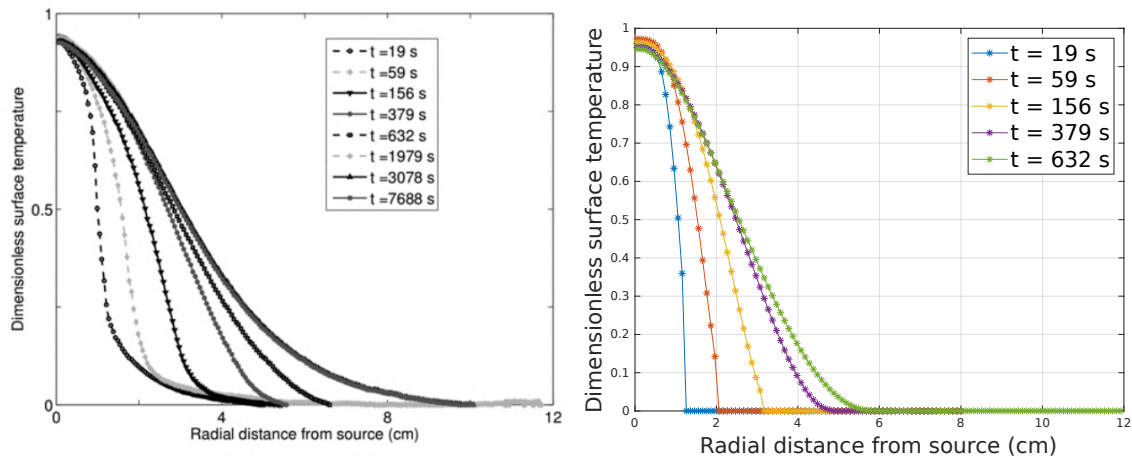 Dimensionless surface temperature
1
0.5
0
0
4
8
12
Radial distance from source (cm)
t =19 s
t =59 s
t =156 s
t =379 s
t =632 s
t =1979 s
t =3078 s
t =7688 s
Dimensionless surface temperature
1
0.9
0.8
0.7
0.6
0.5
0.4
0.3
0.2
0.1
0
0
2
4
6
8
10
12
Radial distance from source (cm)
t = 19 s
t = 59 s
t = 156 s
t = 379 s
t = 632 s